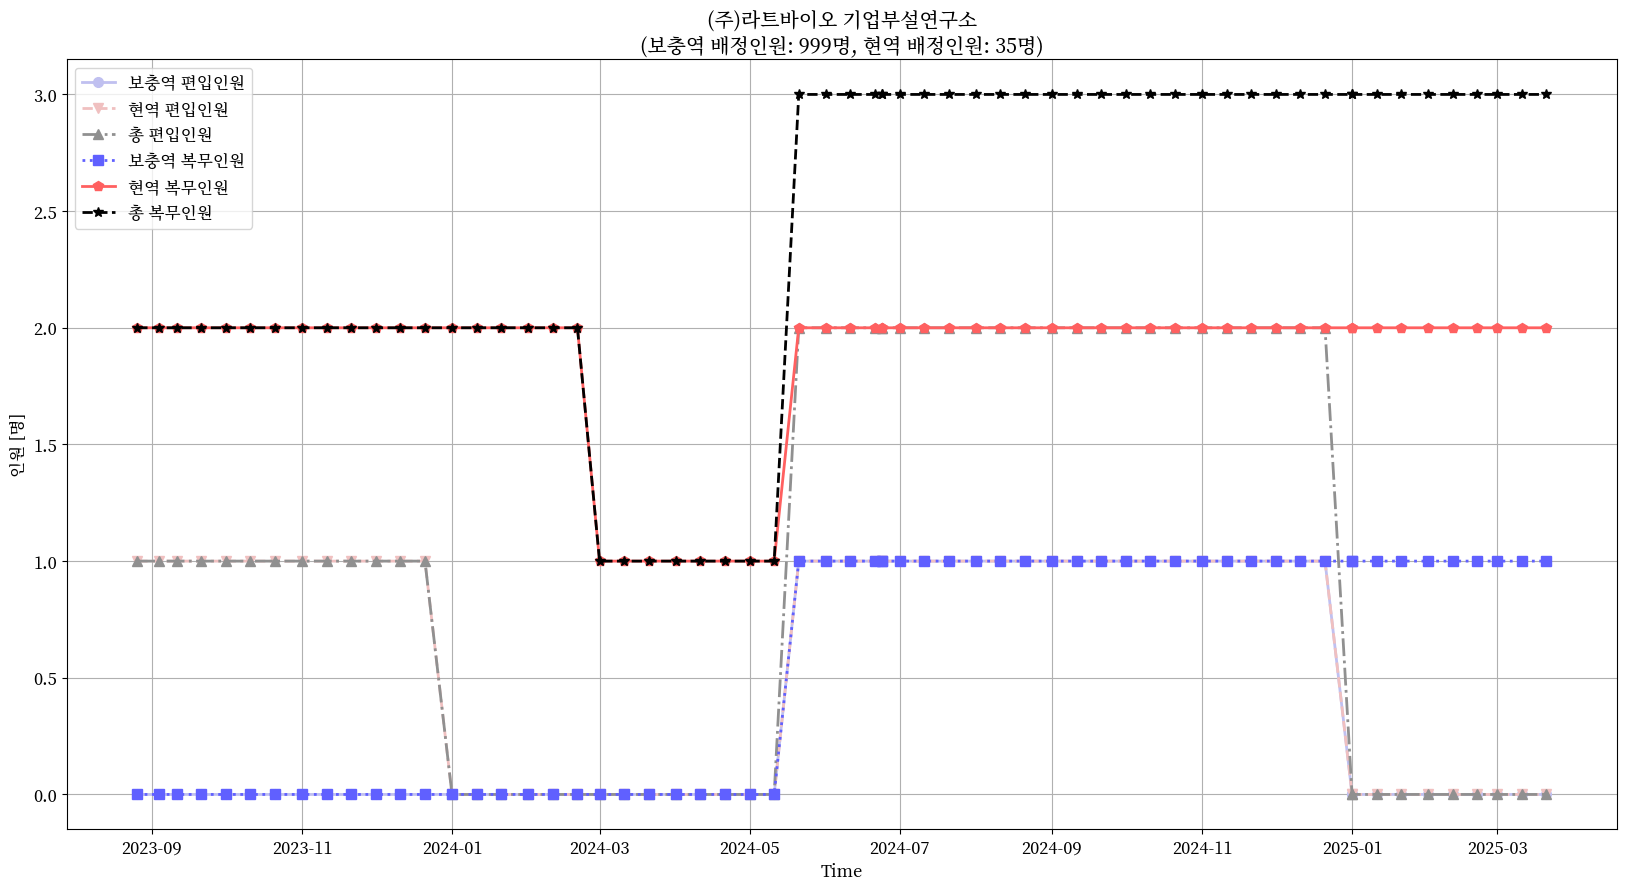 (주)라트바이오 기업부설연구소
(보충역 배정인원: 999명, 현역 배정인원: 35명)
보충역 편입인원
현역 편입인원
총 편입인원
보충역 복무인원
현역 복무인원
총 복무인원
3.0
2.5
2.0
1.5
1.0
0.5
0.0
인원 [명]
2023-09
2023-11
2024-01
2024-03
2024-05
2024-07
2024-09
2024-11
2025-01
2025-03
Time